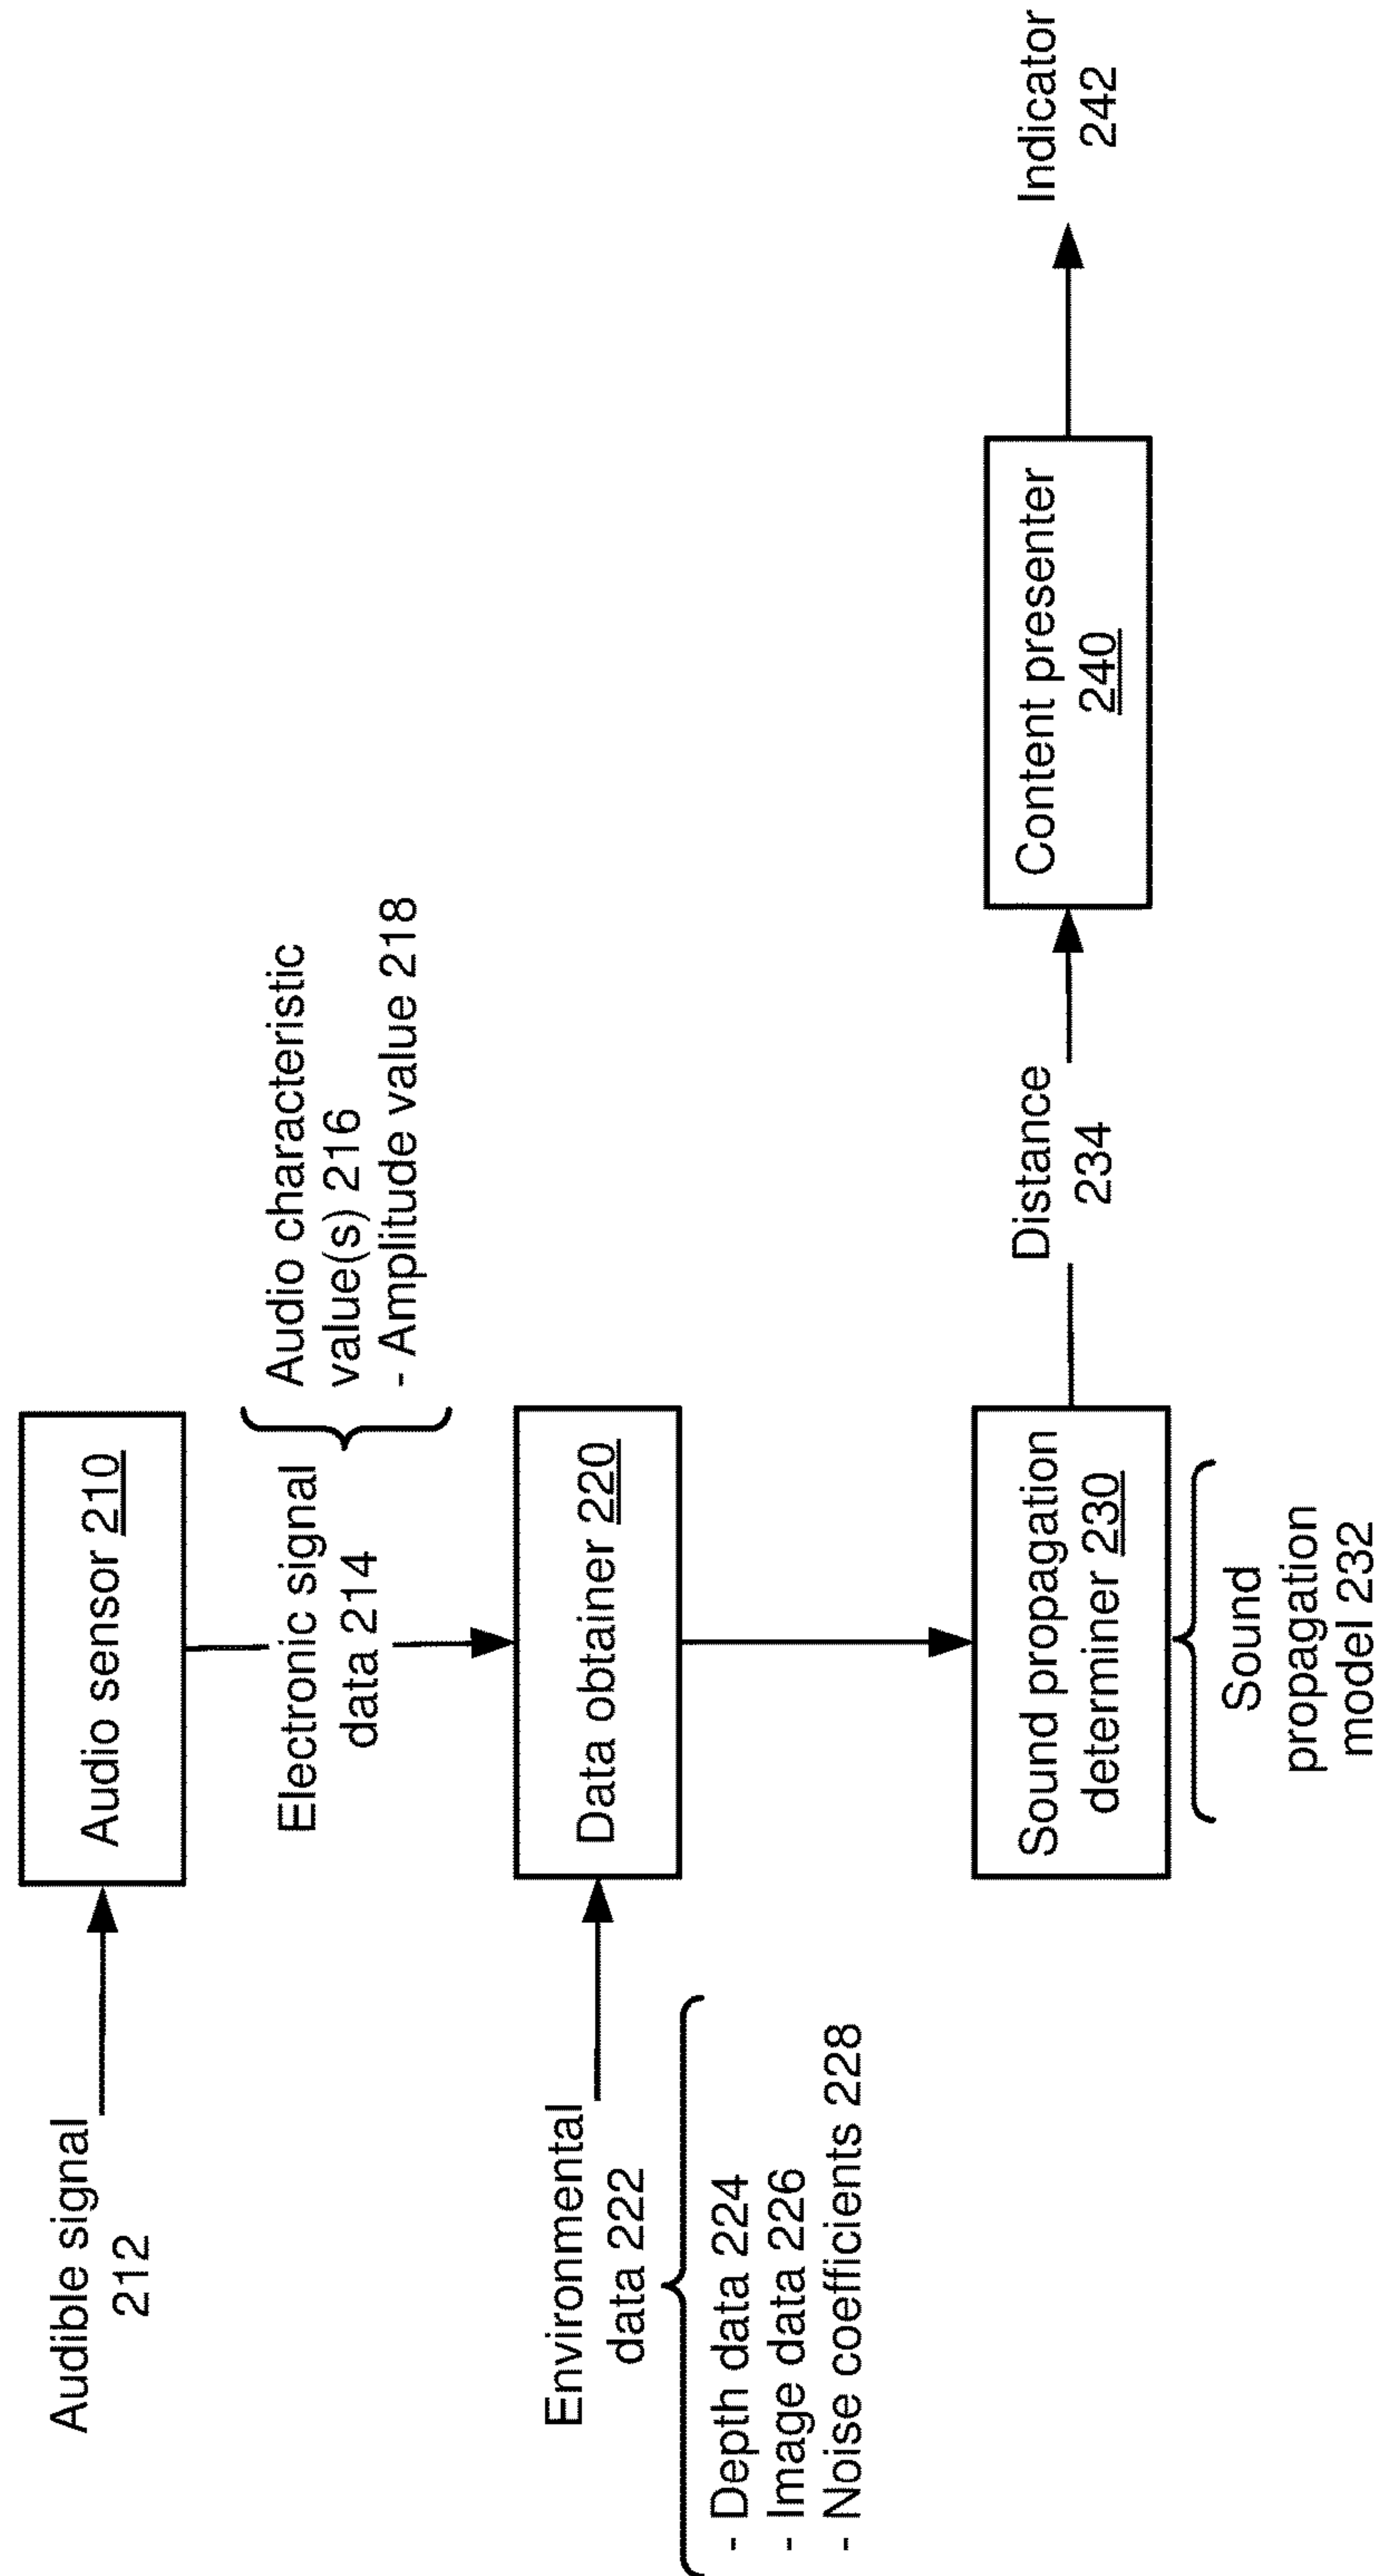 Audible signal
212
Audio sensor 210
Electronic signal
data 214
Audio characteristic
value(s) 216
- Amplitude value 218
Environmental
data 222
- Depth data 224
- Image data 226
- Noise coefficients 228
Data obtainer 220
Sound propagation
determiner 230
Sound
propagation
model 232
Distance
234
Content presenter
240
Indicator
242